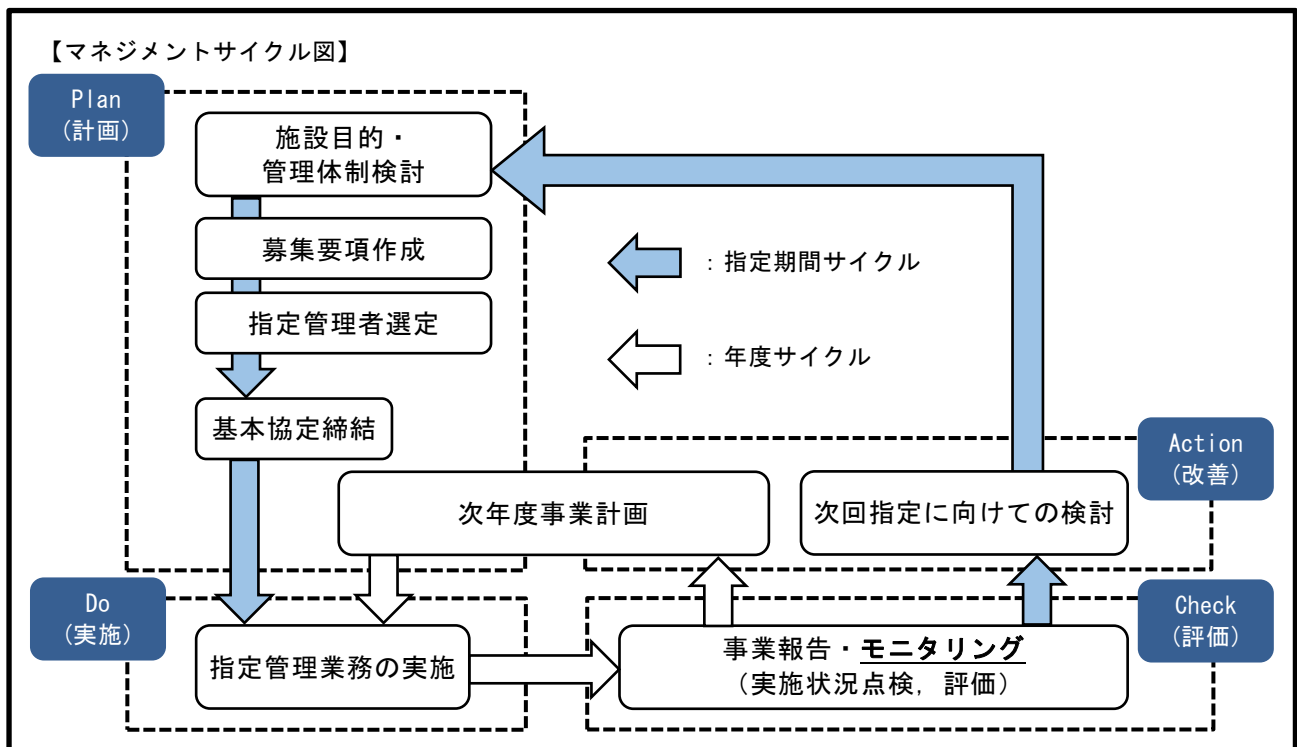 【マネジメントサイクル図】
Plan
(計画)
施設目的・
管理体制検討
募集要項作成
：指定期間サイクル
指定管理者選定
：年度サイクル
基本協定締結
Action
(改善)
次年度事業計画
次回指定に向けての検討
Do
(実施)
Check
(評価)
指定管理業務の実施
事業報告・モニタリング
（実施状況点検，評価）